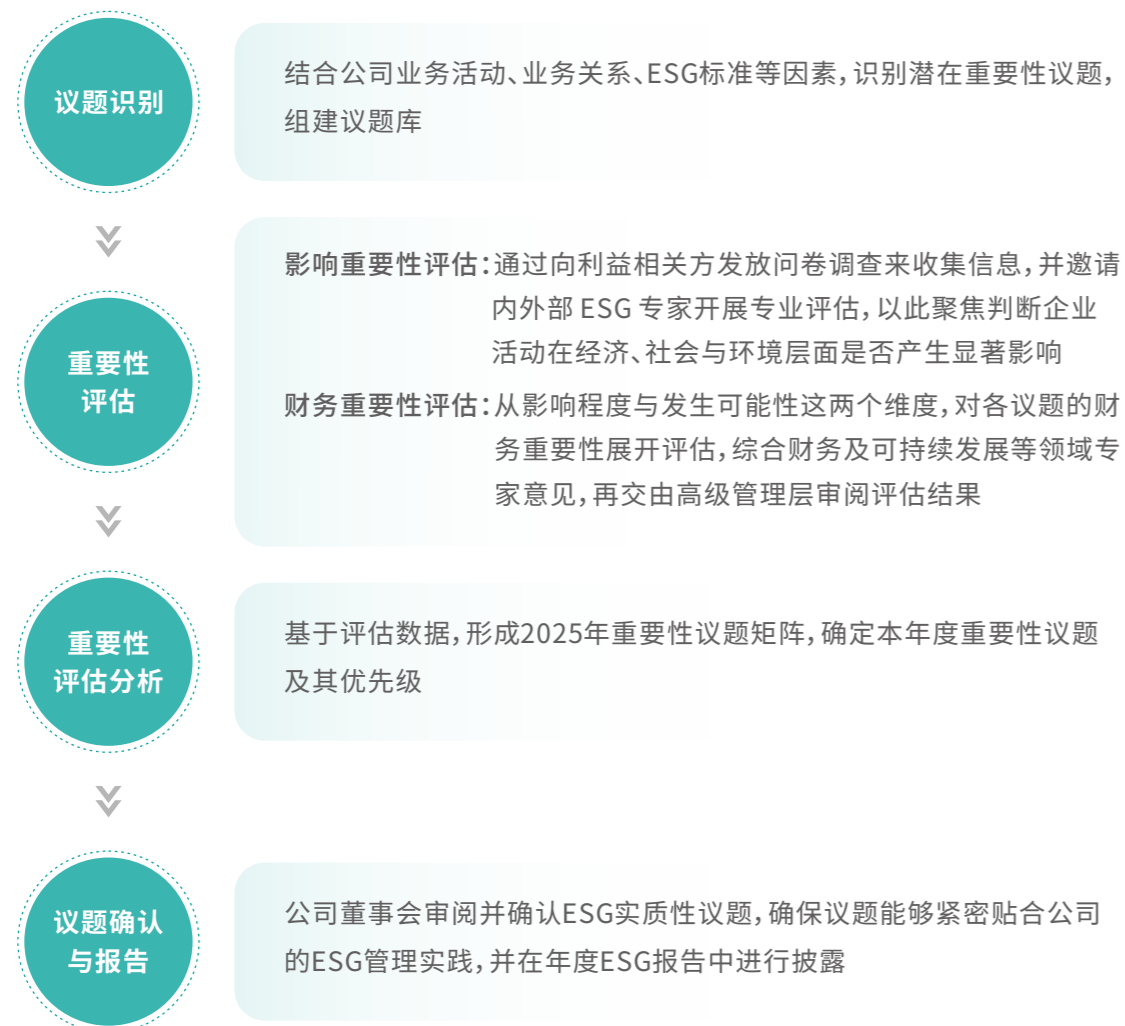 议题识别
结合公司业务活动、业务关系、ESG标准等因素，识别潜在重要性议题，
组建议题库
重要性
评估
影响重要性评估：通过向利益相关方发放问卷调查来收集信息，并邀请
内外部 ESG 专家开展专业评估，以此聚焦判断企业
活动在经济、社会与环境层面是否产生显著影响
财务重要性评估：从影响程度与发生可能性这两个维度，对各议题的财
务重要性展开评估，综合财务及可持续发展等领域专
家意见，再交由高级管理层审阅评估结果
重要性
评估分析
基于评估数据，形成2025年重要性议题矩阵，确定本年度重要性议题
及其优先级
议题确认
与报告
公司董事会审阅并确认ESG实质性议题，确保议题能够紧密贴合公司
的ESG管理实践，并在年度ESG报告中进行披露